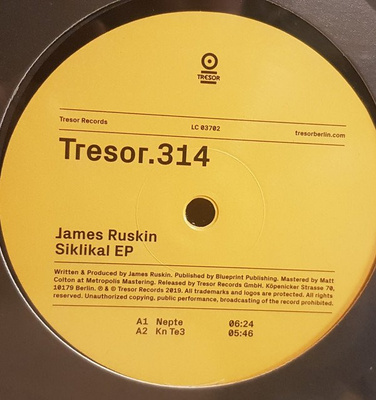 TRESOR
Tresor Records LC 03702 tresorberlin.com
Tresor.314
James Ruskin
Siklikal EP
Written & Produced by James Ruskin. Published by Blueprint Publishing. Mastered by Matt
Colton at Metropolis Mastering. Released by Tresor Records GmbH. Köpenicker Strasse 70,
10179 Berlin. ℗ & © Tresor Records 2019. All trademarks and logos are protected. All rights
reserved. Unauthorized copying, public performance, broadcasting of the record prohibited.
A1 Nepte 06:24
A2 Kn Te3 05:46